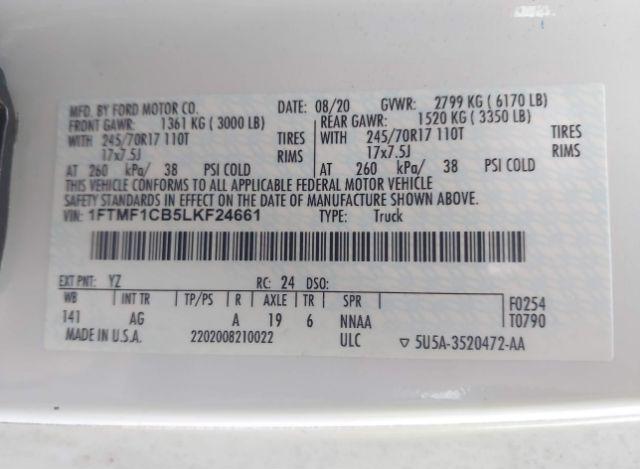 MFD. BY FORD MOTOR CO. DATE: 08/20 GVWR: 2799 KG ( 6170 LB)
FRONT GAWR: 1361 KG ( 3000 LB) REAR GAWR: 1520 KG ( 3350 LB)
WITH 245/70R17 110T TIRES WITH 245/70R17 110T TIRES
17x7.5J RIMS 17x7.5J RIMS
AT 260 kPa/ 38 PSI COLD AT 260 kPa/ 38 PSI COLD
THIS VEHICLE CONFORMS TO ALL APPLICABLE FEDERAL MOTOR VEHICLE
SAFETY STANDARDS IN EFFECT ON THE DATE OF MANUFACTURE SHOWN ABOVE.
VIN: 1FTMF1CB5LKF24661 TYPE: Truck
EXT PNT: YZ RC: 24 DSO:
WB INT TR TP/PS R AXLE TR SPR F0254
141 AG A 19 6 NNAA T0790
MADE IN U.S.A. 2202008210022 ULC ▽ 5U5A-3520472-AA